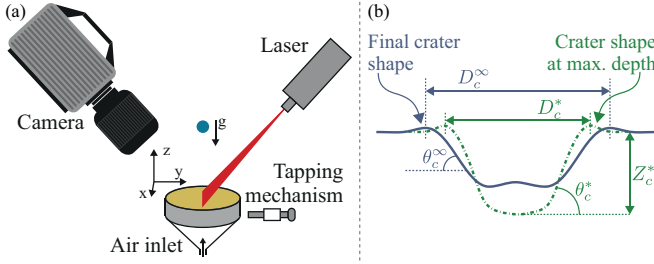 (a)
Laser
Camera
g
z
y
x
Tapping
mechanism
Air inlet
(b)
Final crater
shape
Crater shape
at max. depth
D_c^∞
D_c^*
θ_c^∞
θ_c^*
Z_c^*